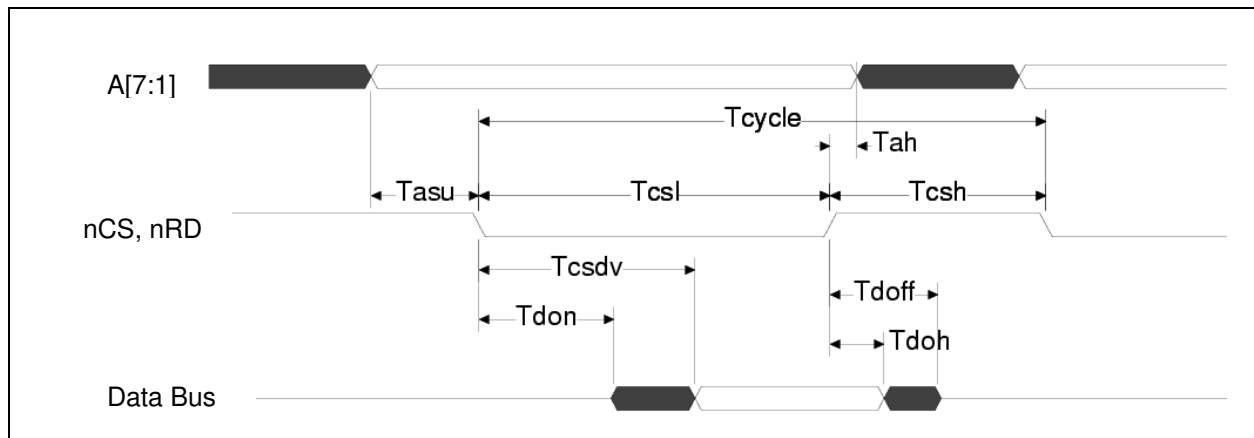 A[7:1]
Tcycle
Tah
Tasu
Tcsl
Tcsh
nCS, nRD
Tcsdv
Tdoff
Tdon
Tdoh
Data Bus